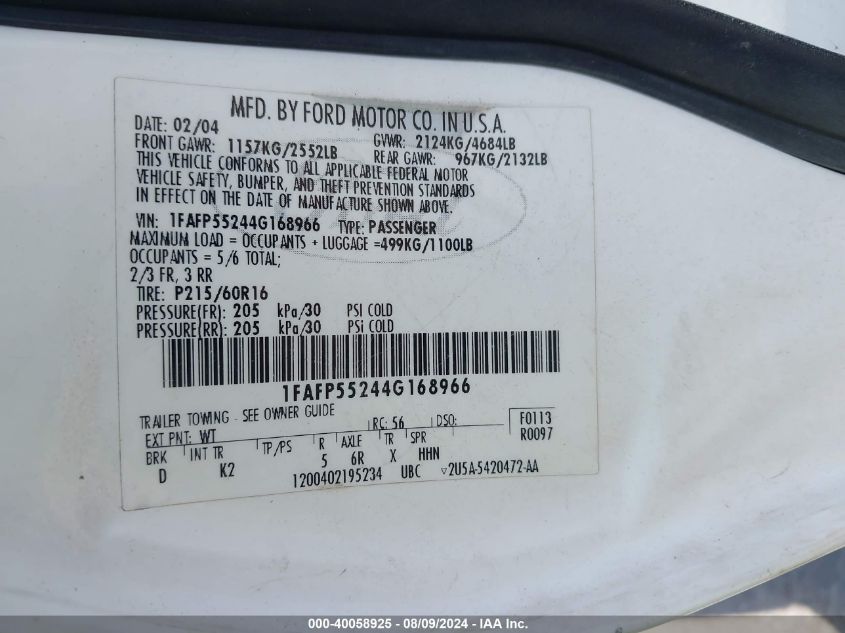 MFD. BY FORD MOTOR CO. IN U.S.A.
DATE: 02/04
FRONT GAWR: 1157KG/2552LB GVWR: 2124KG/4684LB
REAR GAWR: 967KG/2132LB
THIS VEHICLE CONFORMS TO ALL APPLICABLE FEDERAL MOTOR
VEHICLE SAFETY, BUMPER, AND THEFT PREVENTION STANDARDS
IN EFFECT ON THE DATE OF MANUFACTURE SHOWN ABOVE.
VIN: 1FAFP55244G168966 TYPE: PASSENGER
MAXIMUM LOAD = OCCUPANTS + LUGGAGE =499KG/1100LB
OCCUPANTS = 5/6 TOTAL;
2/3 FR, 3 RR
TIRE: P215/60R16
PRESSURE(FR): 205 kPa/30 PSI COLD
PRESSURE(RR): 205 kPa/30 PSi COLD
1FAFP55244G168966
TRAILER TOWING - SEE OWNER GUIDE
EXT PNT: WT RC: 56 DSO: F0113
R0097
BRK INT TR TP/PS R AXLE TR SPR
D K2 5 6R X HHN
1200402195234 UBC 2U5A-5420472-AA
000-40058925 - 08/09/2024 - IAAI.com